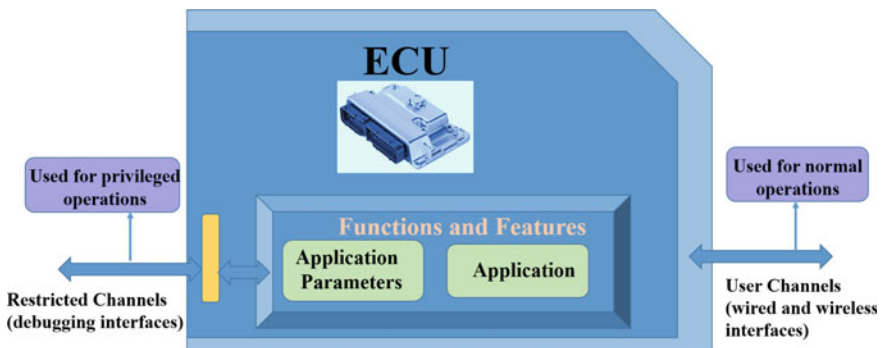 ECU
Used for privileged
operations
Used for normal
operations
Functions and Features
Application
Parameters
Application
Restricted Channels
(debugging interfaces)
User Channels
(wired and wireless
interfaces)